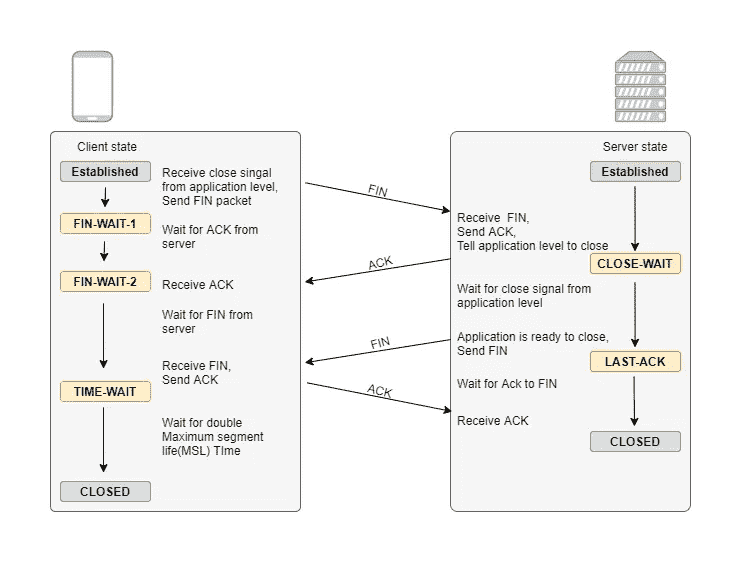 Client state
Established
Receive close singal
from application level,
Send FIN packet
FIN-WAIT-1
Wait for ACK from
server
FIN-WAIT-2
Receive ACK
Wait for FIN from
server
Receive FIN,
Send ACK
TIME-WAIT
Wait for double
Maximum segment
life(MSL) TIme
CLOSED
FIN
ACK
FIN
ACK
Server state
Established
Receive FIN,
Send ACK,
Tell application level to close
CLOSE-WAIT
Wait for close signal from
application level
Application is ready to close,
Send FIN
LAST-ACK
Wait for Ack to FIN
Receive ACK
CLOSED